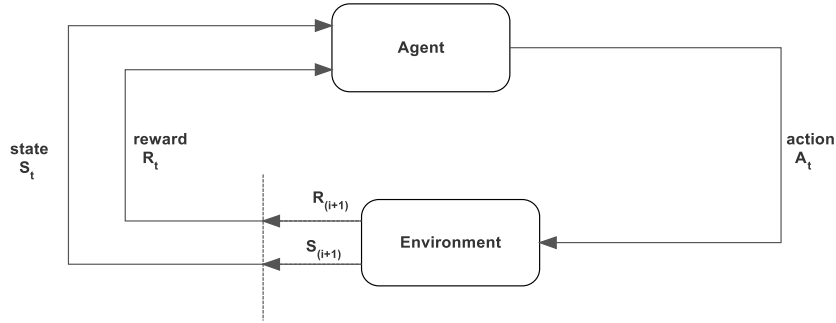 Agent
reward
R_t
state
S_t
action
A_t
R_(i+1)
Environment
S_(i+1)